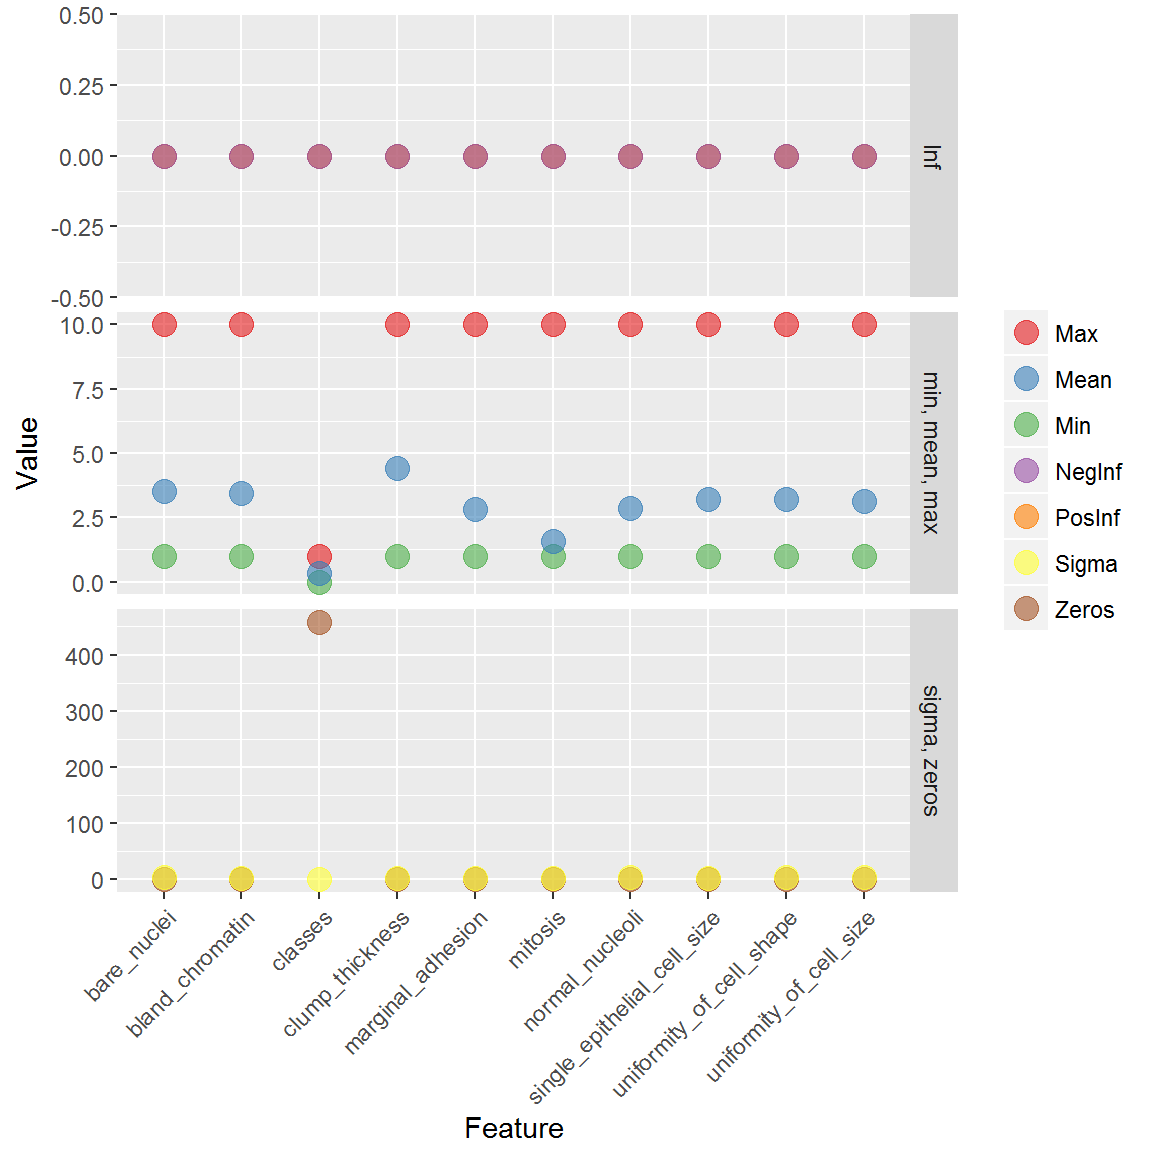 0.50
0.25
0.00
-0.25
-0.50
Inf
10.0
7.5
5.0
2.5
0.0
min, mean, max
400
300
200
100
0
sigma, zeros
Value
bare_nuclei
bland_chromatin
classes
clump_thickness
marginal_adhesion
mitosis
normal_nucleoli
single_epithelial_cell_size
uniformity_of_cell_shape
uniformity_of_cell_size
Feature
Max
Mean
Min
NegInf
PosInf
Sigma
Zeros